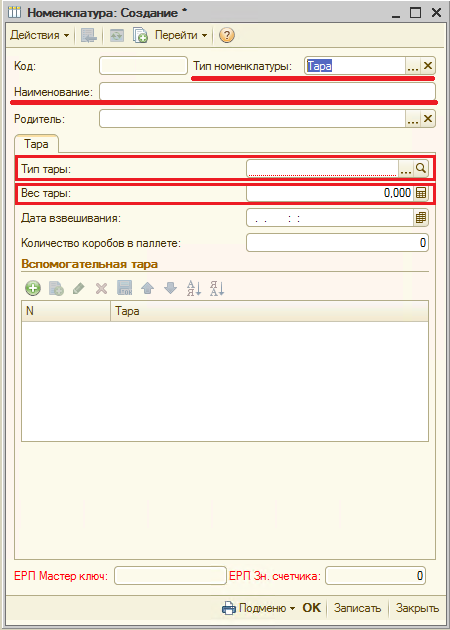 Номенклатура: Создание *
Действия Перейти ?
Код: Тип номенклатуры: Тара ... ×
Наименование:
Родитель: ... ×
Тара
Тип тары: ...
Вес тары: 0,000
Дата взвешивания: . . : :
Количество коробов в паллете: 0
Вспомогательная тара
N Тара
ЕРП Мастер ключ: ЕРП Зн. счетчика: 0
Подменю OK Записать Закрыть